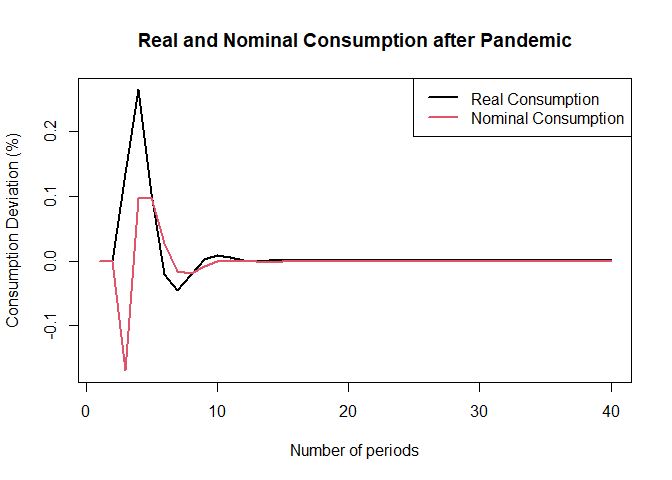 Real and Nominal Consumption after Pandemic
Real Consumption
Nominal Consumption
Consumption Deviation (%)
0.2
0.1
0.0
-0.1
0
10
20
30
40
Number of periods